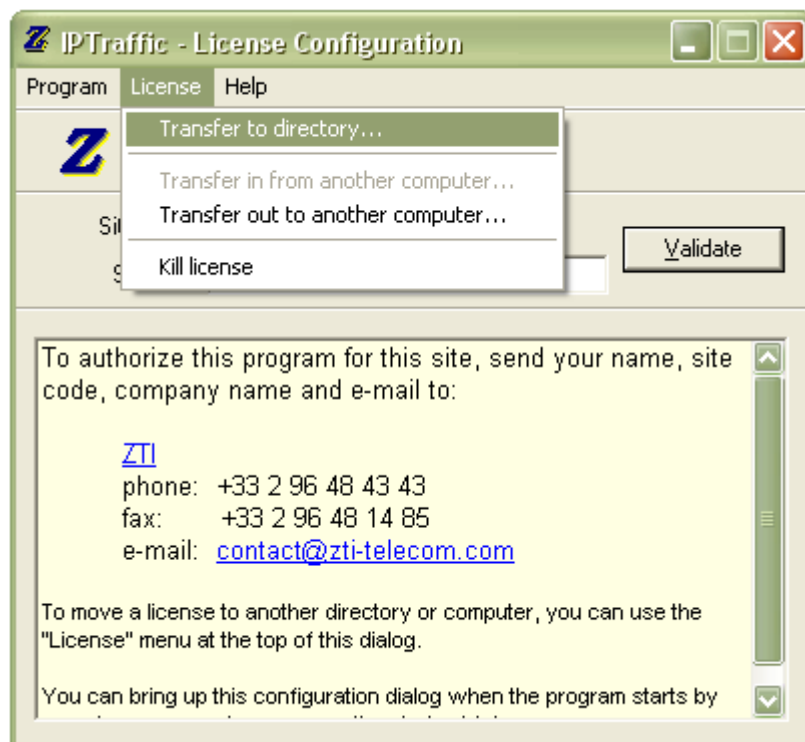 IPTraffic - License Configuration
Program License Help
Transfer to directory...
Transfer in from another computer...
Transfer out to another computer...
Kill license
Validate
To authorize this program for this site, send your name, site
code, company name and e-mail to:
ZTI
phone: +33 2 96 48 43 43
fax: +33 2 96 48 14 85
e-mail: contact@zti-telecom.com
To move a license to another directory or computer, you can use the
"License" menu at the top of this dialog.
You can bring up this configuration dialog when the program starts by